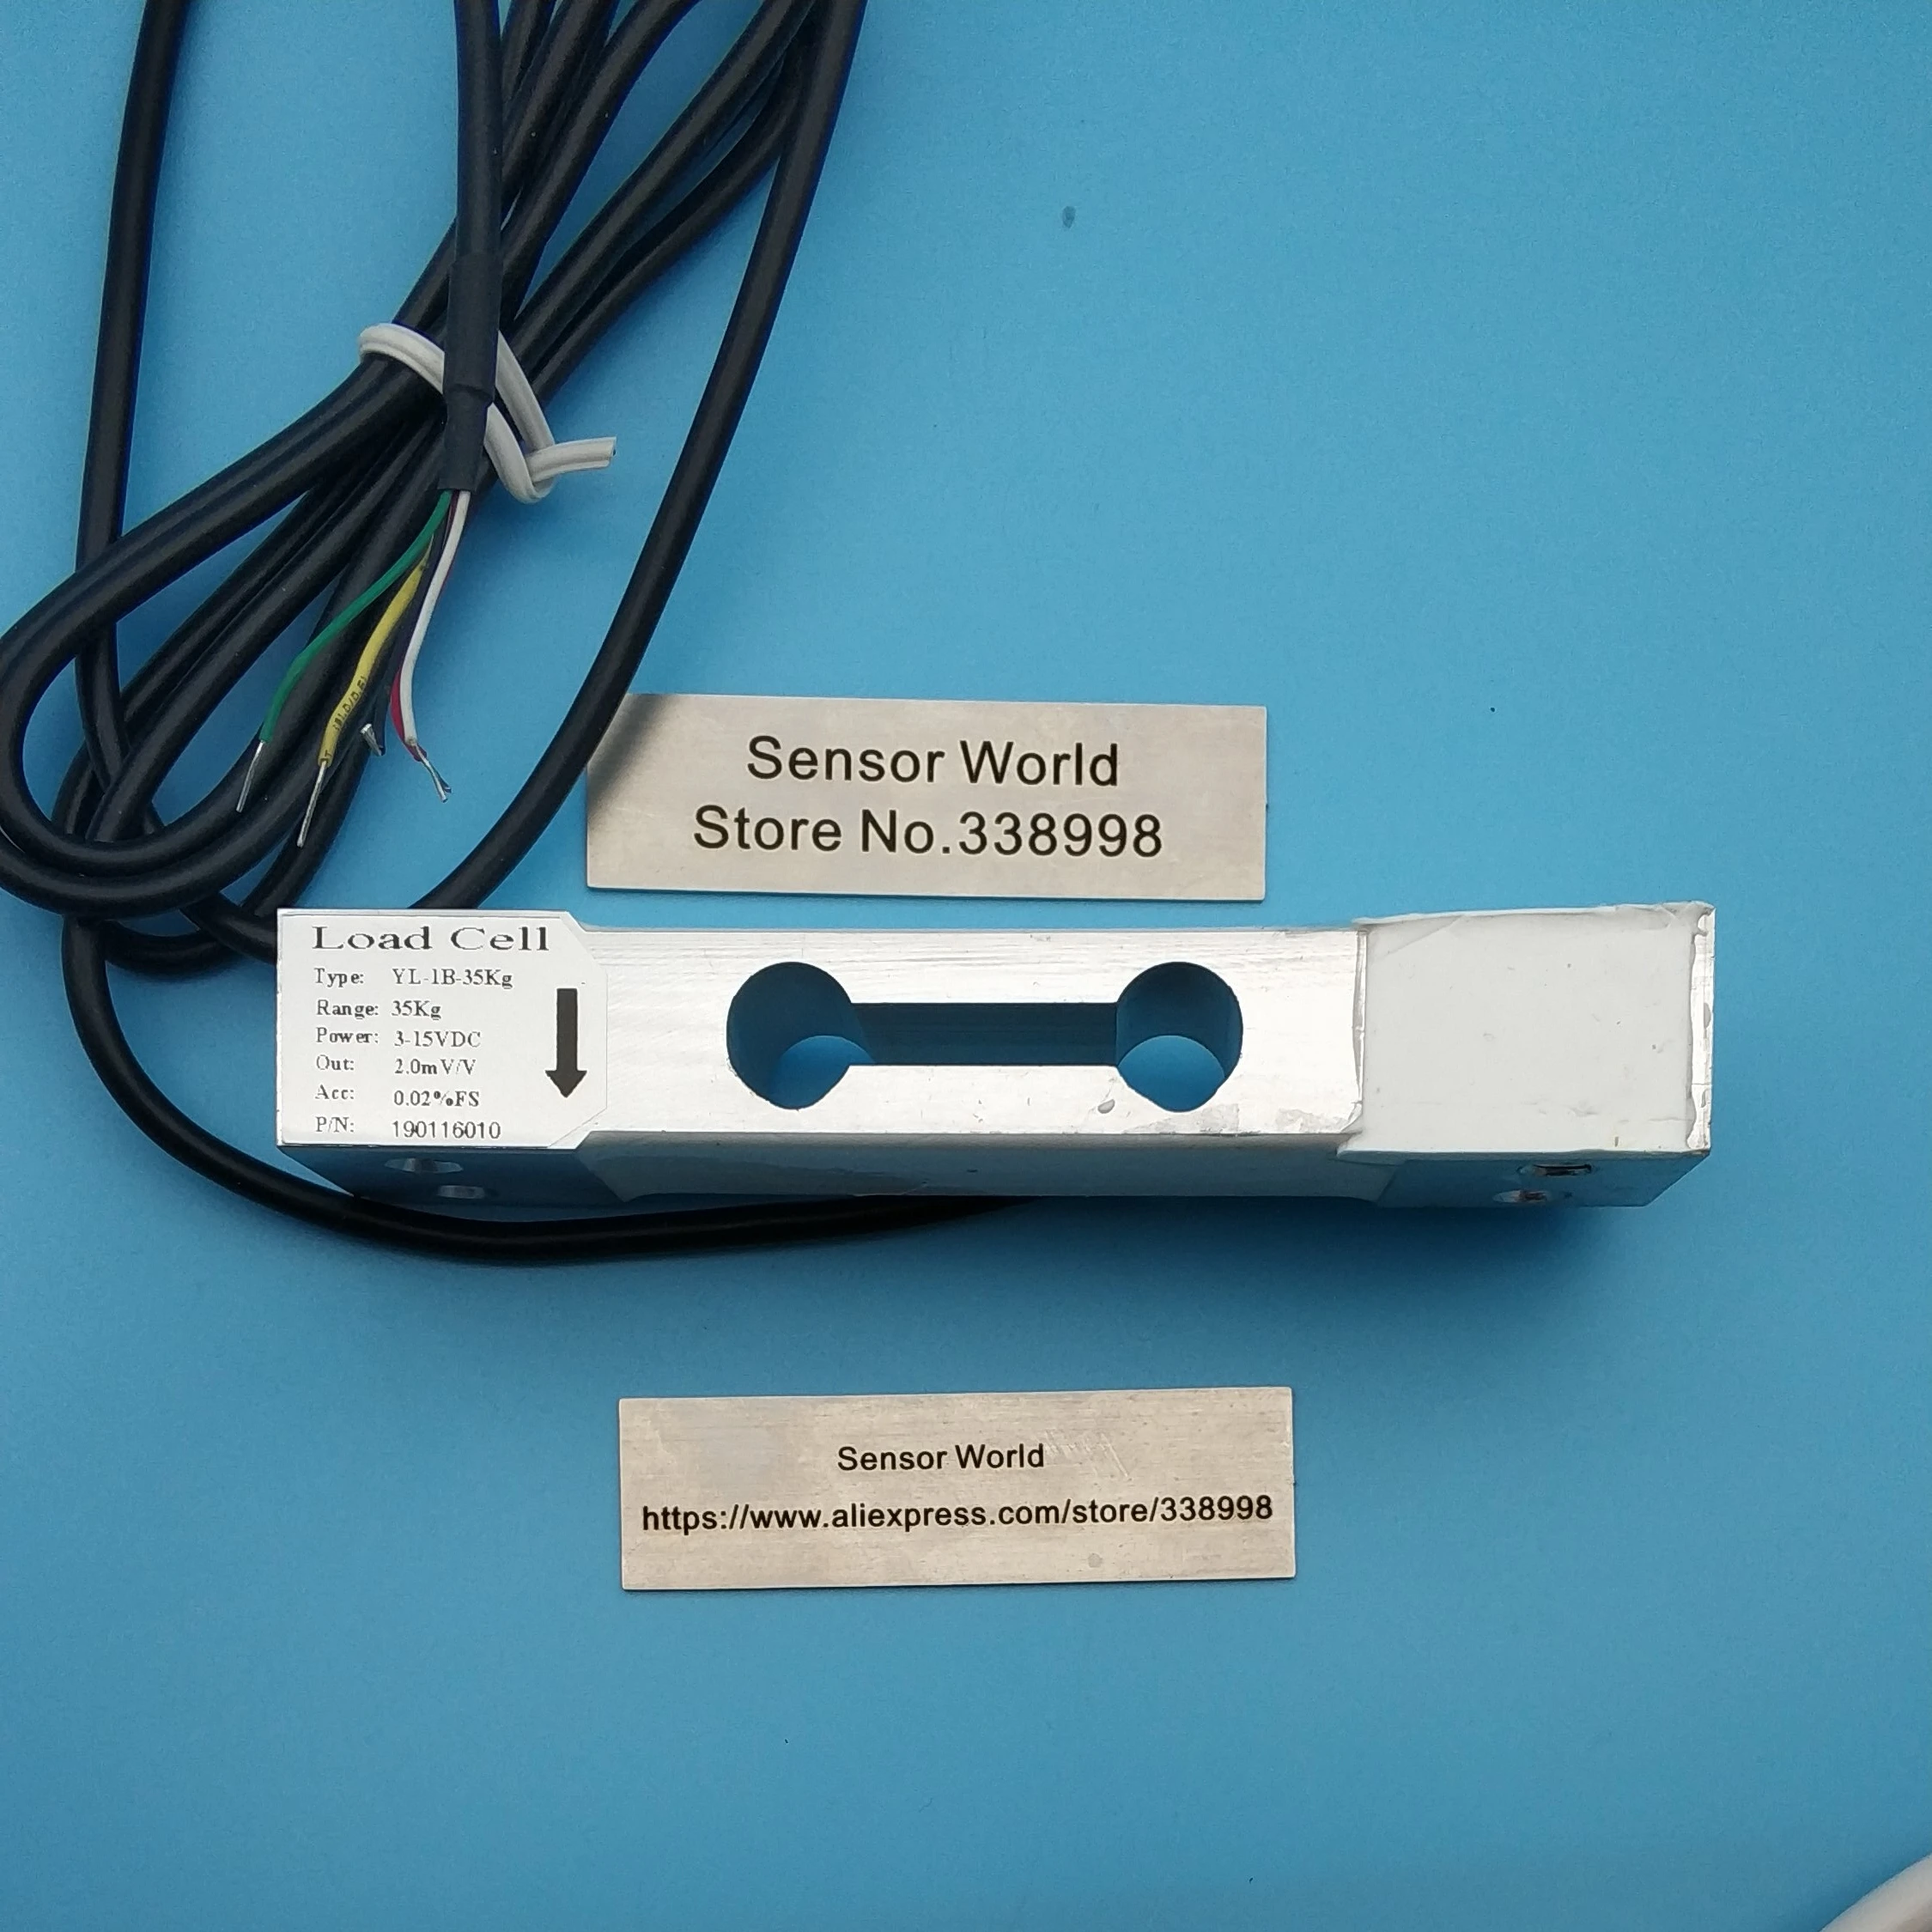 Sensor World
Store No.338998
Load Cell
Type: YL-1B-35Kg
Range: 35Kg
Power: 3-15VDC
Out: 2.0mV/V
Acc: 0.02%FS
P/N: 190116010
Sensor World
https://www.aliexpress.com/store/338998